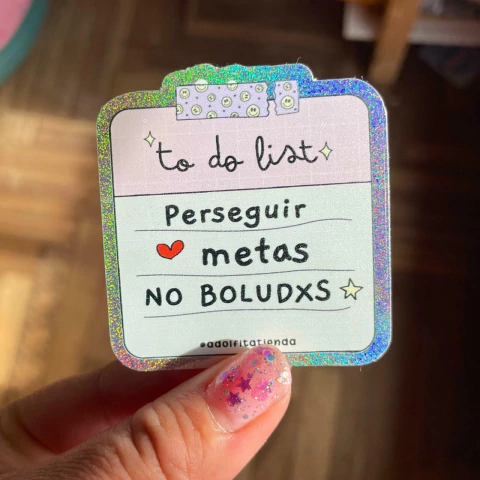 to do list
Perseguir
metas
NO BOLUDXS
@adolfitatienda